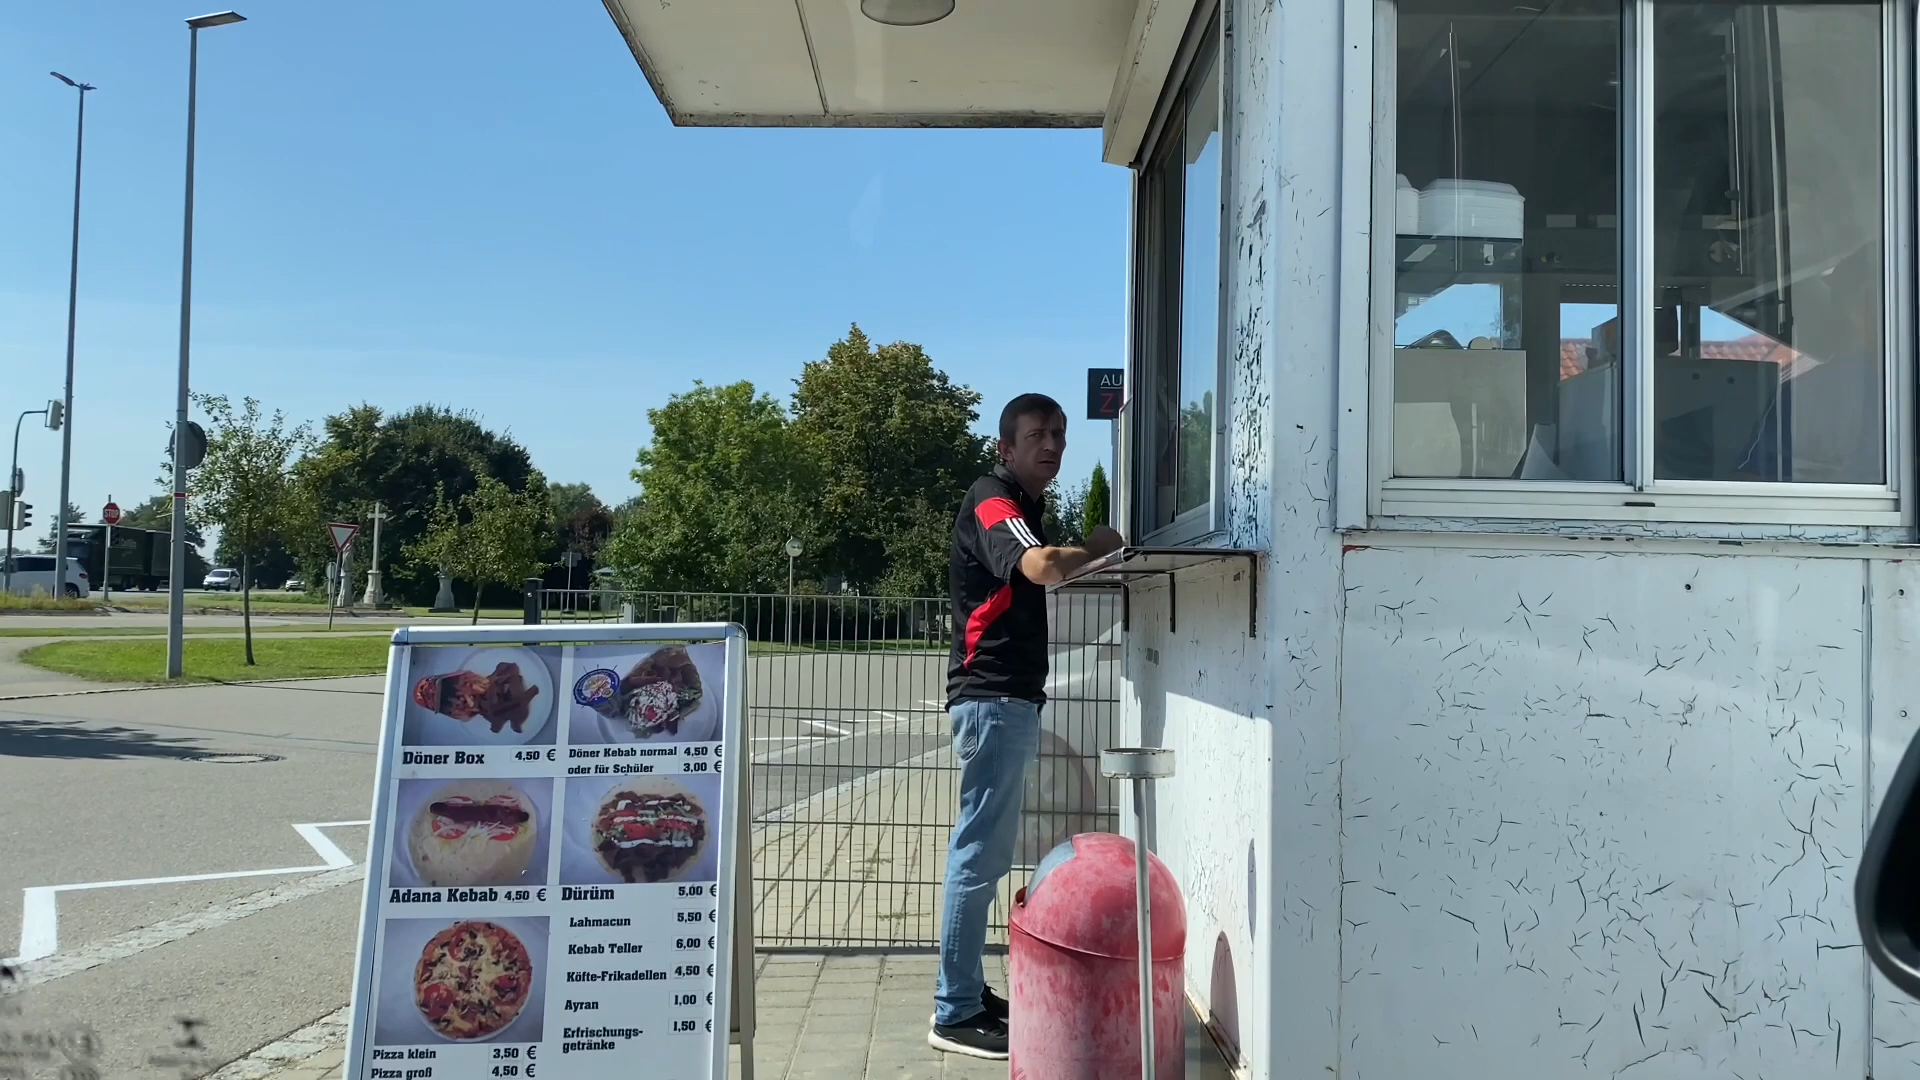 STOP
AU
Z
Döner Box 4,50 €
Döner Kebab normal 4,50 €
oder für Schüler 3,00 €
Adana Kebab 4,50 €
Dürüm 5,00 €
Lahmacun 5,50 €
Kebab Teller 6,00 €
Köfte-Frikadellen 4,50 €
Ayran 1,00 €
Erfrischungs- 1,50 €
getränke
Pizza klein 3,50 €
Pizza groß 4,50 €